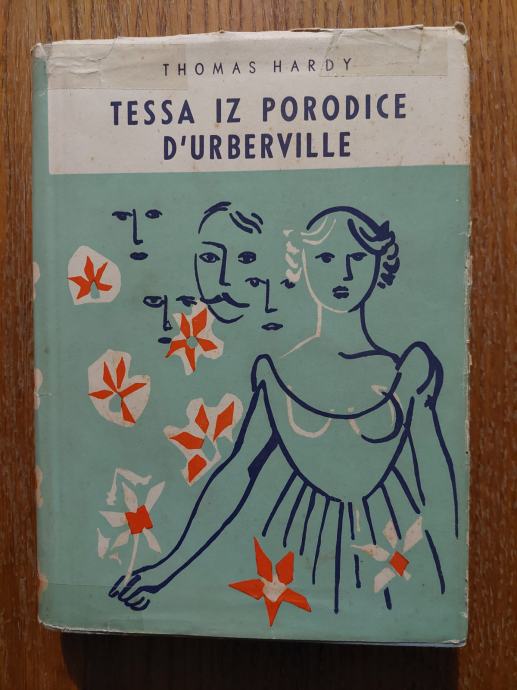 THOMAS HARDY
TESSA IZ PORODICE
D'URBERVILLE